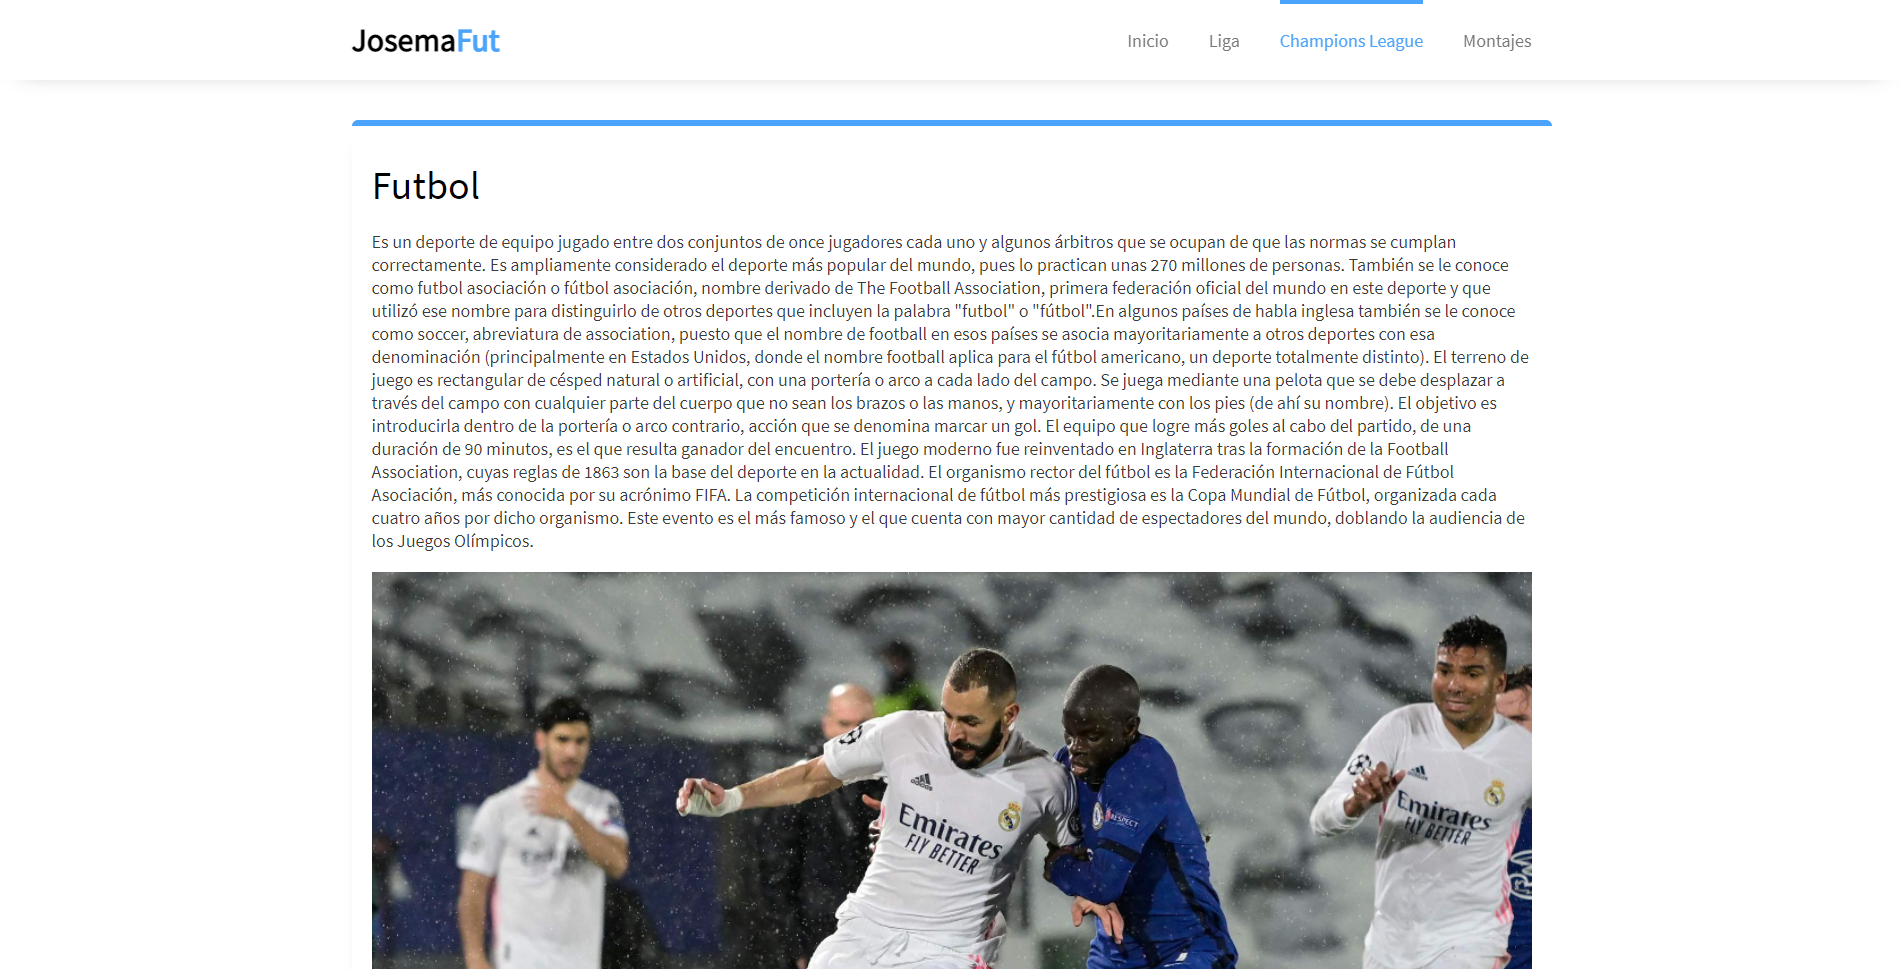 JosemaFut
Inicio Liga Champions League Montajes
Futbol
Es un deporte de equipo jugado entre dos conjuntos de once jugadores cada uno y algunos árbitros que se ocupan de que las normas se cumplan
correctamente. Es ampliamente considerado el deporte más popular del mundo, pues lo practican unas 270 millones de personas. También se le conoce
como futbol asociación o fútbol asociación, nombre derivado de The Football Association, primera federación oficial del mundo en este deporte y que
utilizó ese nombre para distinguirlo de otros deportes que incluyen la palabra "futbol" o "fútbol".En algunos países de habla inglesa también se le conoce
como soccer, abreviatura de association, puesto que el nombre de football en esos países se asocia mayoritariamente a otros deportes con esa
denominación (principalmente en Estados Unidos, donde el nombre football aplica para el fútbol americano, un deporte totalmente distinto). El terreno de
juego es rectangular de césped natural o artificial, con una portería o arco a cada lado del campo. Se juega mediante una pelota que se debe desplazar a
través del campo con cualquier parte del cuerpo que no sean los brazos o las manos, y mayoritariamente con los pies (de ahí su nombre). El objetivo es
introducirla dentro de la portería o arco contrario, acción que se denomina marcar un gol. El equipo que logre más goles al cabo del partido, de una
duración de 90 minutos, es el que resulta ganador del encuentro. El juego moderno fue reinventado en Inglaterra tras la formación de la Football
Association, cuyas reglas de 1863 son la base del deporte en la actualidad. El organismo rector del fútbol es la Federación Internacional de Fútbol
Asociación, más conocida por su acrónimo FIFA. La competición internacional de fútbol más prestigiosa es la Copa Mundial de Fútbol, organizada cada
cuatro años por dicho organismo. Este evento es el más famoso y el que cuenta con mayor cantidad de espectadores del mundo, doblando la audiencia de
los Juegos Olímpicos.
adidas
Emirates
FLY BETTER
RESPECT
Emirates
FLY BETTER